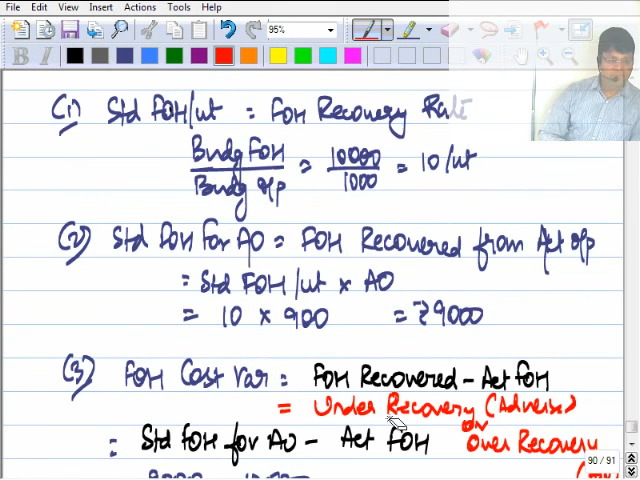 File Edit View Insert Actions Tools Help
95%
B I U
(1) Std FOH/ut = FOH Recovery Rate
Budg FOH = 10000 = 10/ut
Budg o/p 1000
(2) Std FOH for AO = FOH Recovered from Act o/p
= Std FOH/ut × AO
= 10 × 900 = ₹9000
(3) FOH Cost Var = FOH Recovered - Act FOH
= Under Recovery (Adverse)
or
= Std FOH for AO - Act FOH Over Recovery
90 / 91